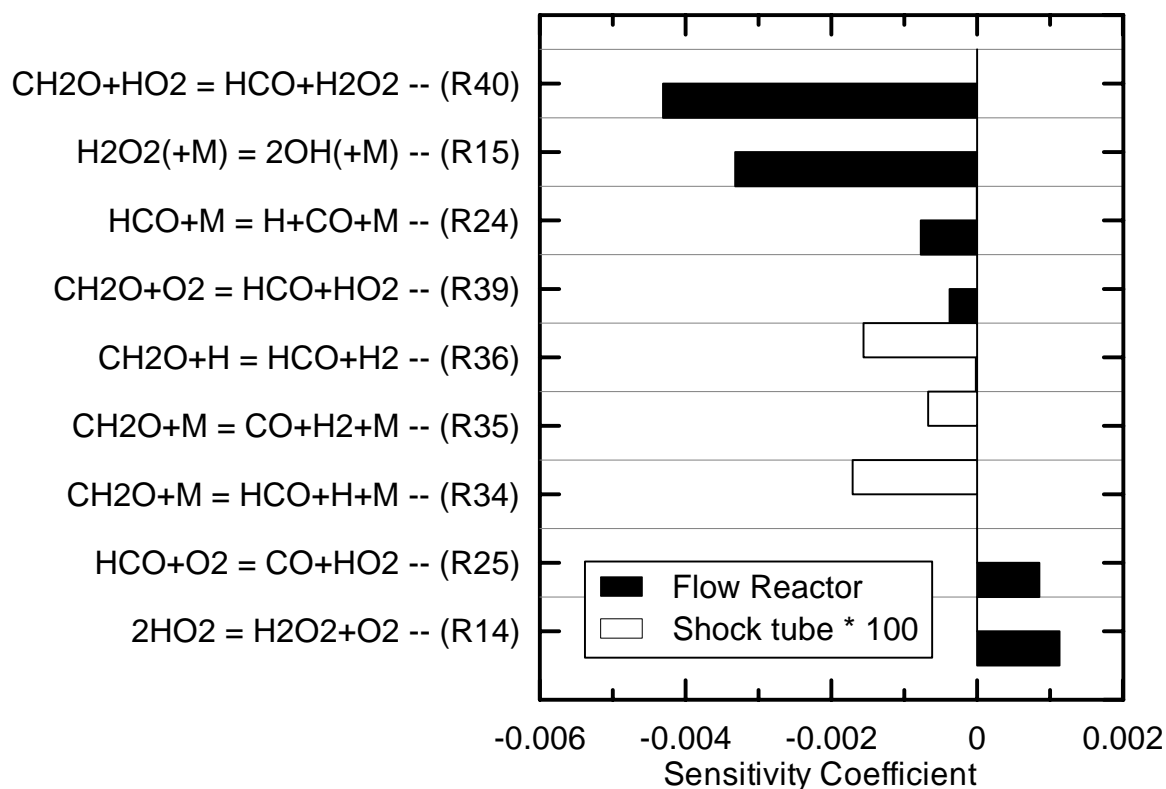 CH2O+HO2 = HCO+H2O2 -- (R40)
H2O2(+M) = 2OH(+M) -- (R15)
HCO+M = H+CO+M -- (R24)
CH2O+O2 = HCO+HO2 -- (R39)
CH2O+H = HCO+H2 -- (R36)
CH2O+M = CO+H2+M -- (R35)
CH2O+M = HCO+H+M -- (R34)
HCO+O2 = CO+HO2 -- (R25)
2HO2 = H2O2+O2 -- (R14)
Flow Reactor
Shock tube * 100
-0.006 -0.004 -0.002 0 0.002
Sensitivity Coefficient